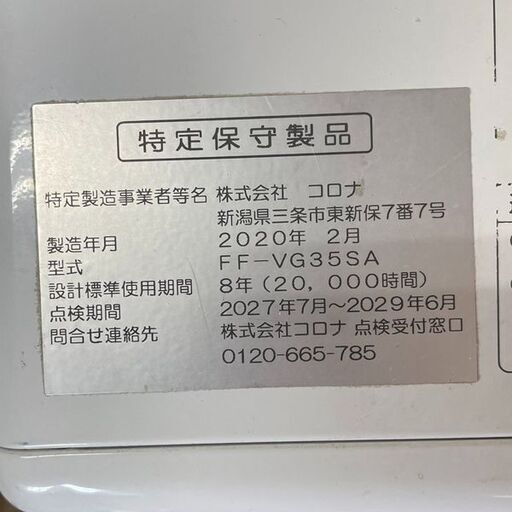 特定保守製品
特定製造事業者等名 株式会社 コロナ
新潟県三条市東新保7番7号
製造年月 2020年 2月
型式 FF-VG35SA
設計標準使用期間 8年(20,000時間)
点検期間 2027年7月~2029年6月
問合せ連絡先 株式会社コロナ 点検受付窓口
0120-665-785